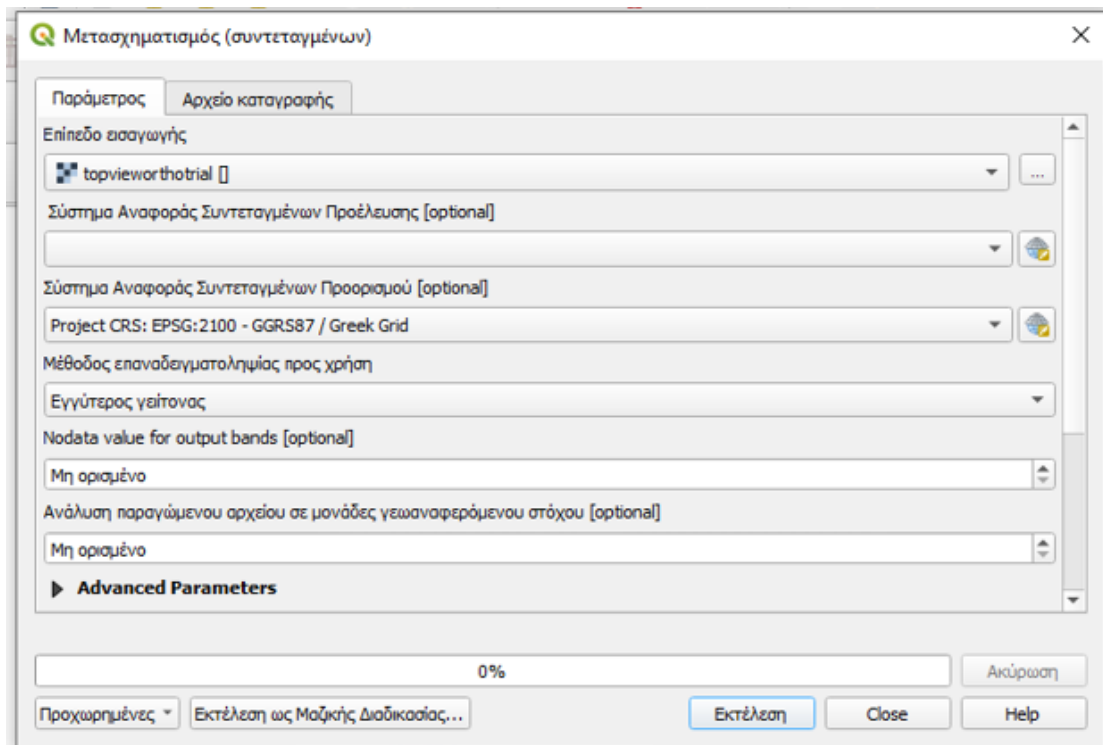 Μετασχηματισμός (συντεταγμένων)
Παράμετρος Αρχείο καταγραφής
Επίπεδο εισαγωγής
topvieworthotrial []
...
Σύστημα Αναφοράς Συντεταγμένων Προέλευσης [optional]
Σύστημα Αναφοράς Συντεταγμένων Προορισμού [optional]
Project CRS: EPSG:2100 - GGRS87 / Greek Grid
Μέθοδος επαναδειγματοληψίας προς χρήση
Εγγύτερος γείτονας
Nodata value for output bands [optional]
Μη ορισμένο
Ανάλυση παραγώμενου αρχείου σε μονάδες γεωαναφερόμενου στόχου [optional]
Μη ορισμένο
Advanced Parameters
0% Ακύρωση
Προχωρημένες Εκτέλεση ως Μαζικής Διαδικασίας... Εκτέλεση Close Help